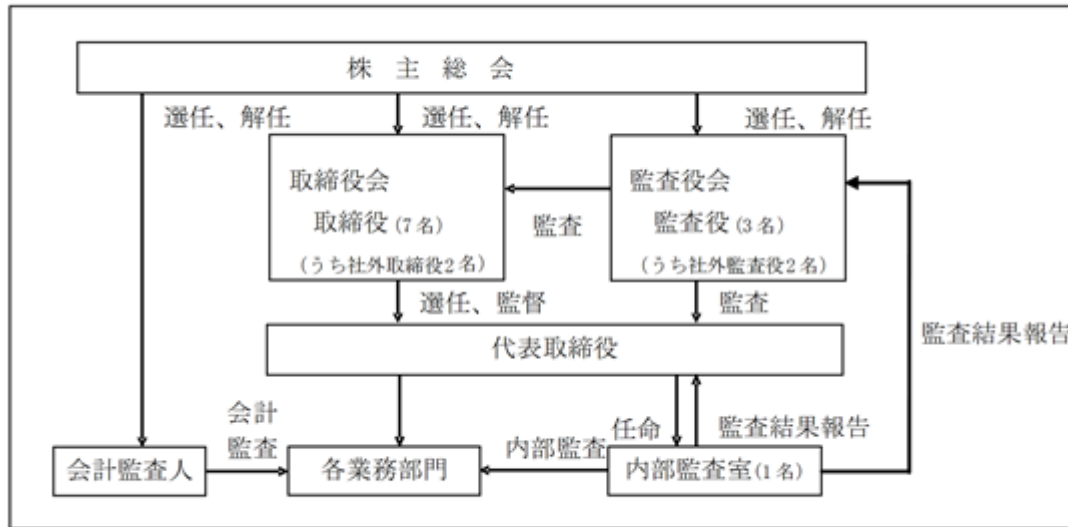 株 主 総 会
選任、解任
選任、解任
選任、解任
取締役会
取締役(7名)
(うち社外取締役2名)
監査
監査役会
監査役(3名)
(うち社外監査役2名)
選任、監督
監査
代表取締役
監査結果報告
会計
監査
内部監査
任命
監査結果報告
会計監査人
各業務部門
内部監査室(1名)